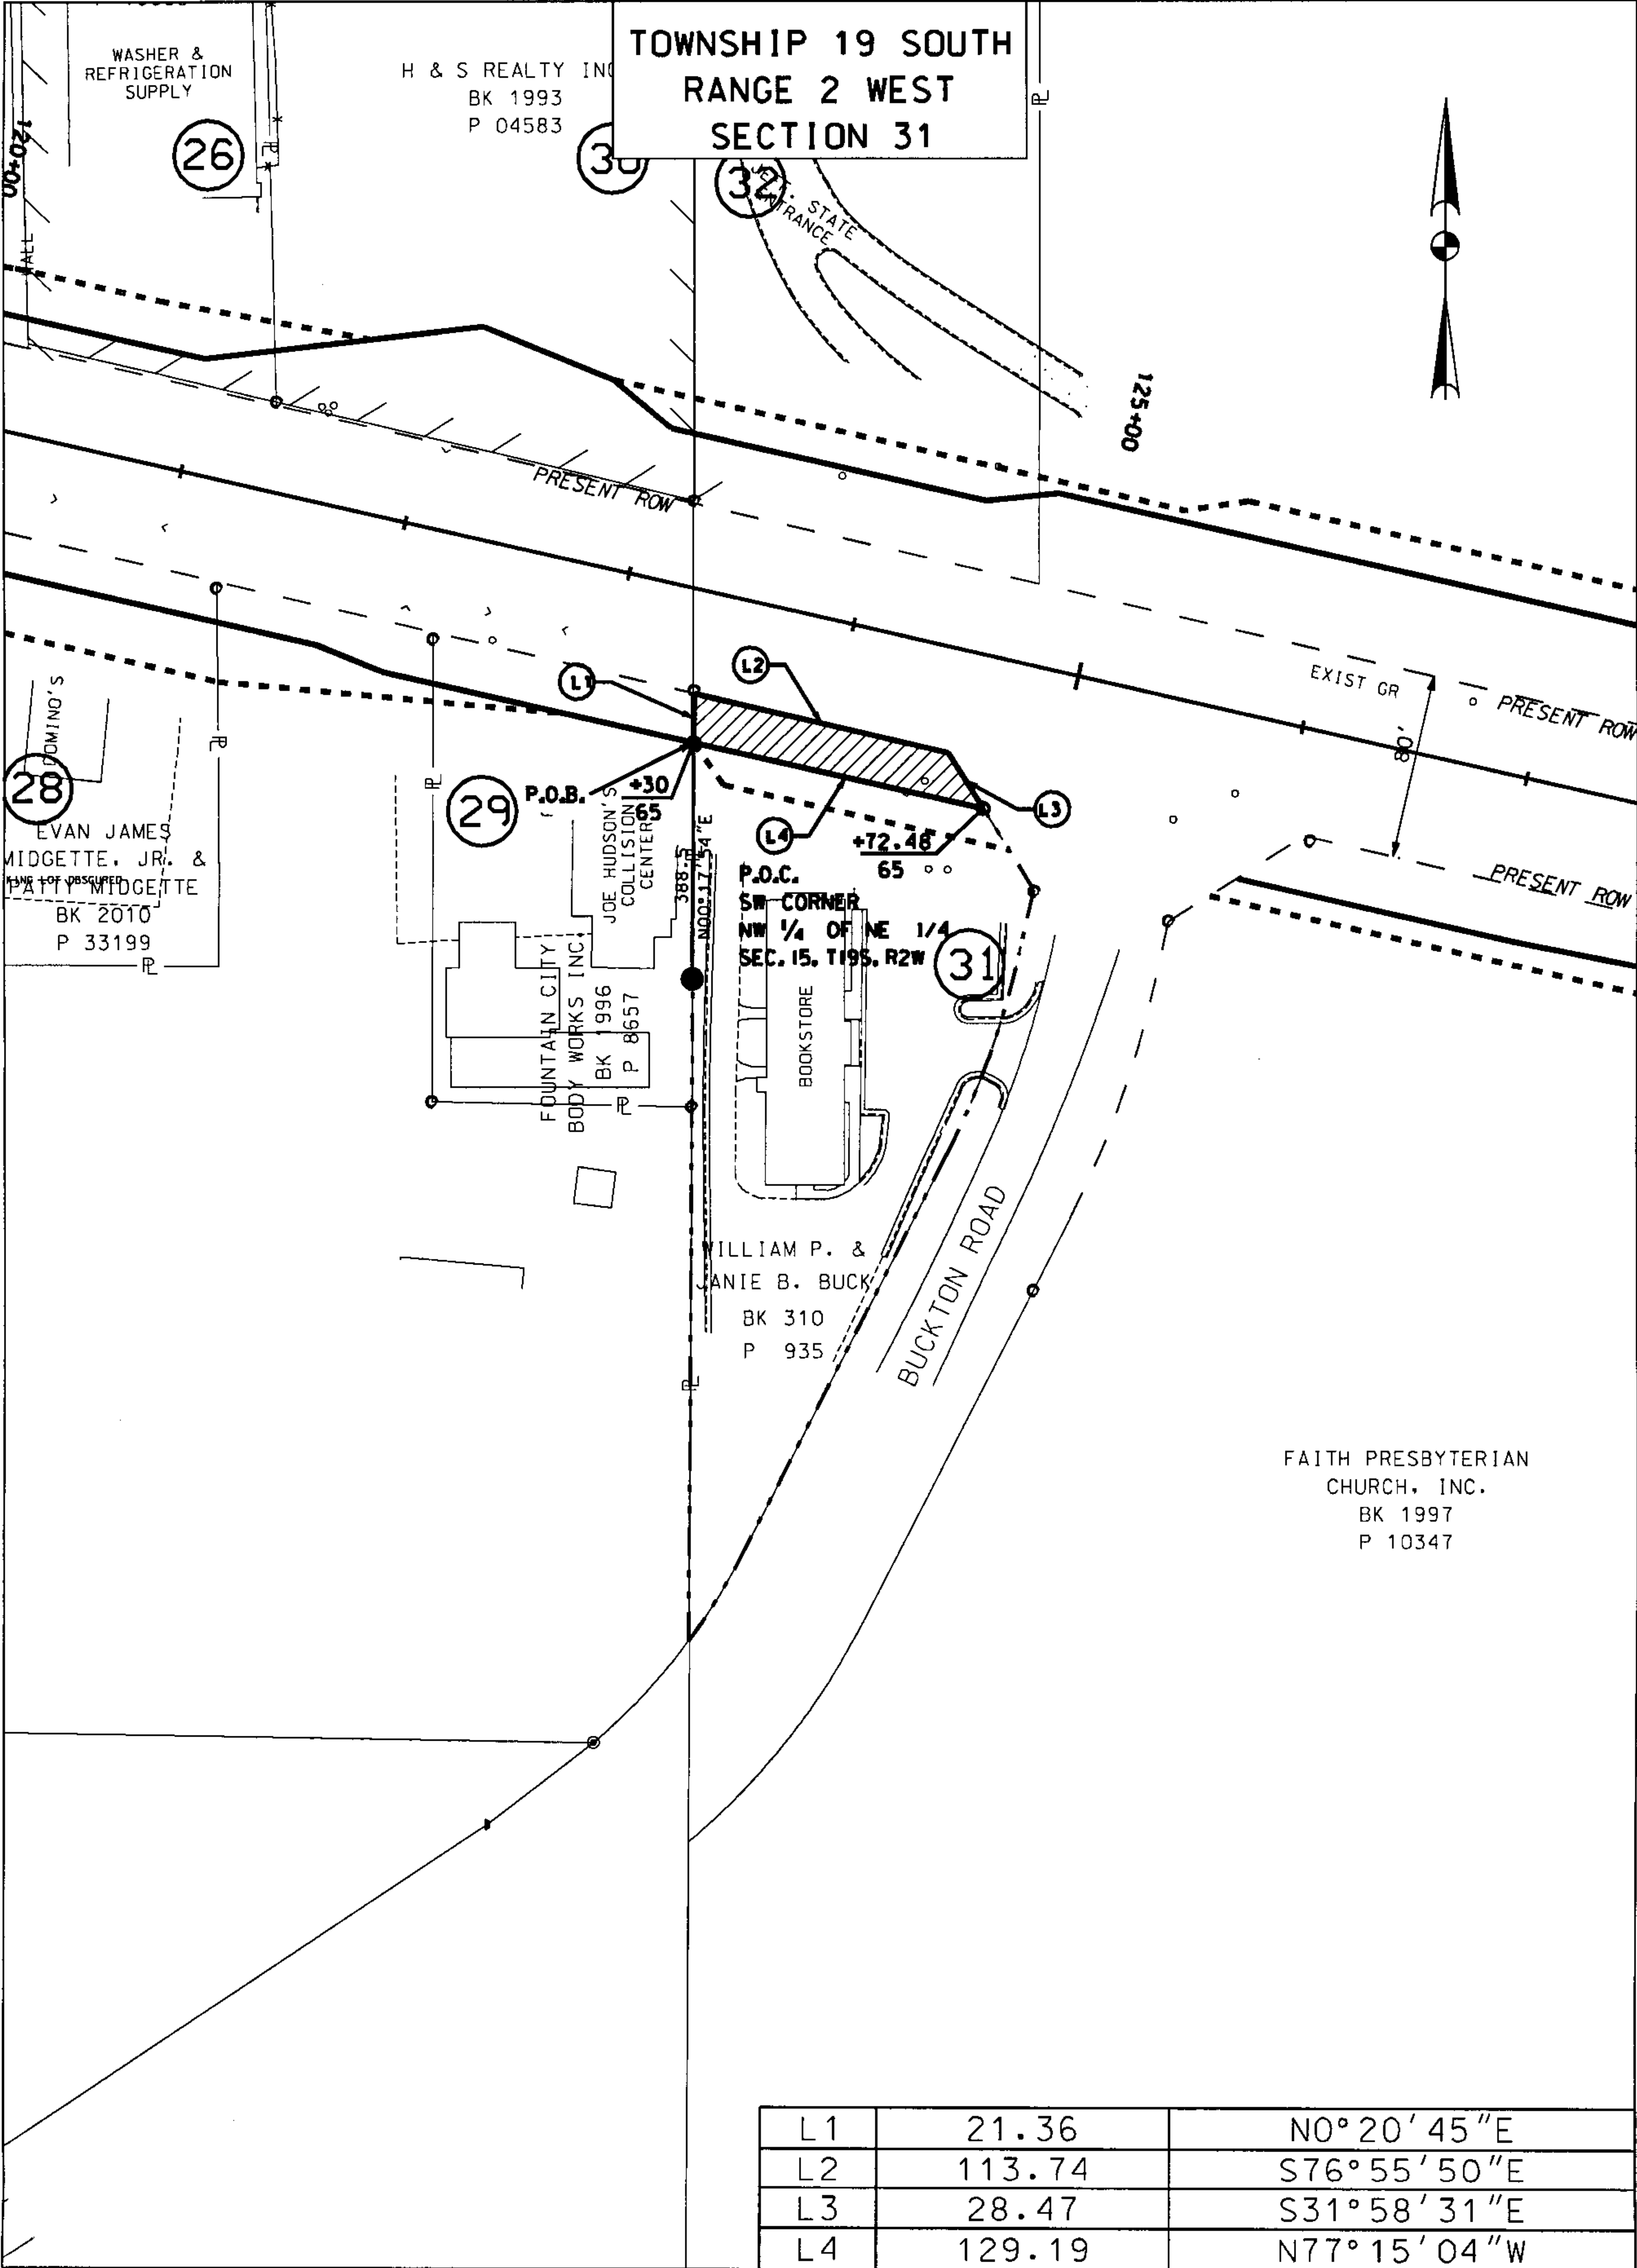 TOWNSHIP 19 SOUTH
RANGE 2 WEST
SECTION 31
WASHER &
REFRIGERATION
SUPPLY
H & S REALTY INC
BK 1993
P 04583
120+00
26
30
32
JEFF. STATE
ENTRANCE
WALL
125+00
PRESENT ROW
EXIST GR
PRESENT ROW
80'
PRESENT ROW
L1
L2
L3
L4
DOMINO'S
28
EVAN JAMES
MIDGETTE, JR. &
PATTY MIDGETTE
BK 2010
P 33199
29
P.O.B.
+30
65
JOE HUDSON'S
COLLISION
CENTER
388.5
N00°17'54"E
+72.48
65
P.O.C.
SW CORNER
NW 1/4 OF NE 1/4
SEC. 15, T19S, R2W
31
FOUNTAIN CITY
BODY WORKS INC.
BK 1996
P 8657
BOOKSTORE
WILLIAM P. &
JANIE B. BUCK
BK 310
P 935
BUCKTON ROAD
FAITH PRESBYTERIAN
CHURCH, INC.
BK 1997
P 10347
L1 21.36 N0°20'45"E
L2 113.74 S76°55'50"E
L3 28.47 S31°58'31"E
L4 129.19 N77°15'04"W